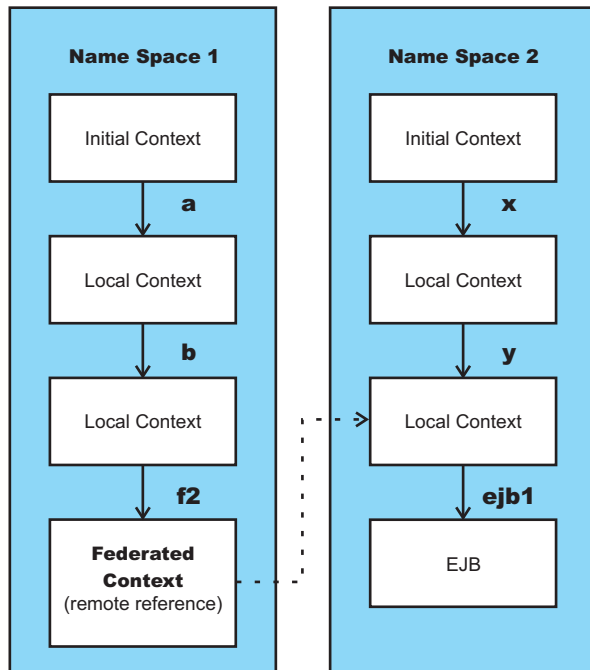 Name Space 1
Initial Context
a
Local Context
b
Local Context
f2
Federated
Context
(remote reference)
Name Space 2
Initial Context
x
Local Context
y
Local Context
ejb1
EJB